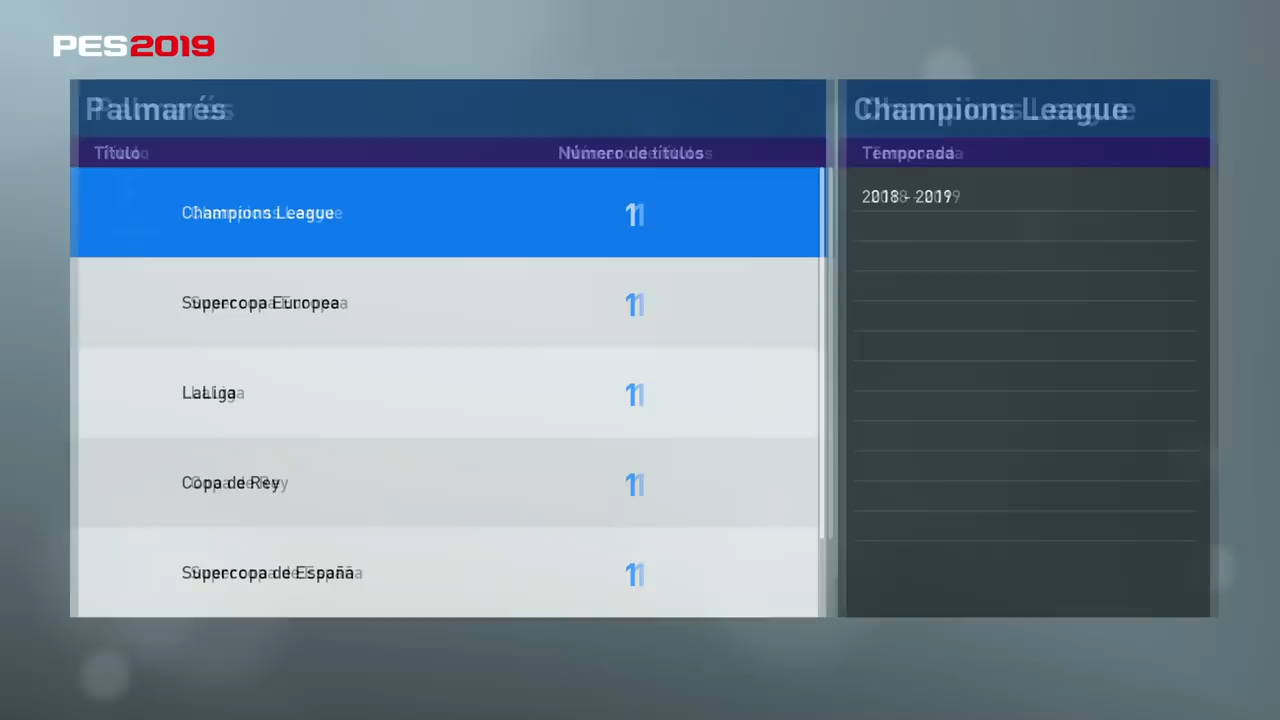 PES2019
Palmarés
Champions League
Título
Número de títulos
Temporada
Champions League
1
2018 - 2019
Supercopa Europea
1
LaLiga
1
Copa de Rey
1
Supercopa de España
1